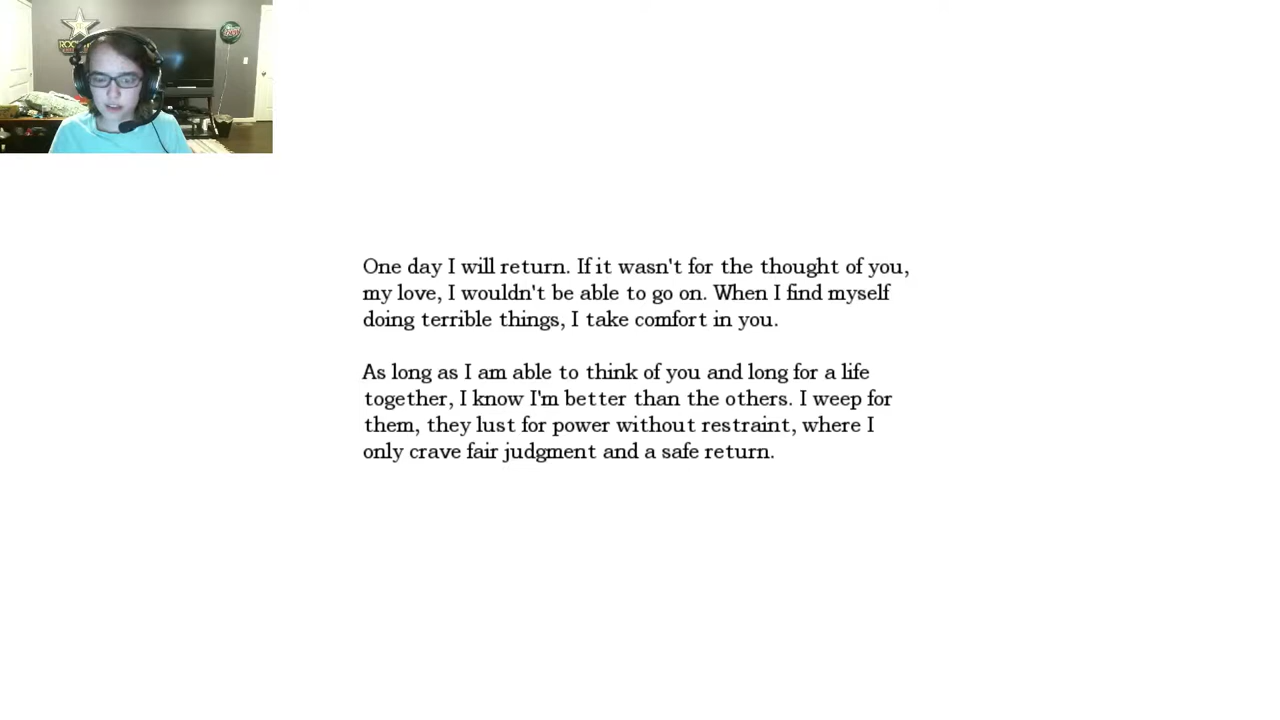 One day I will return. If it wasn't for the thought of you,
my love, I wouldn't be able to go on. When I find myself
doing terrible things, I take comfort in you.
As long as I am able to think of you and long for a life
together, I know I'm better than the others. I weep for
them, they lust for power without restraint, where I
only crave fair judgment and a safe return.